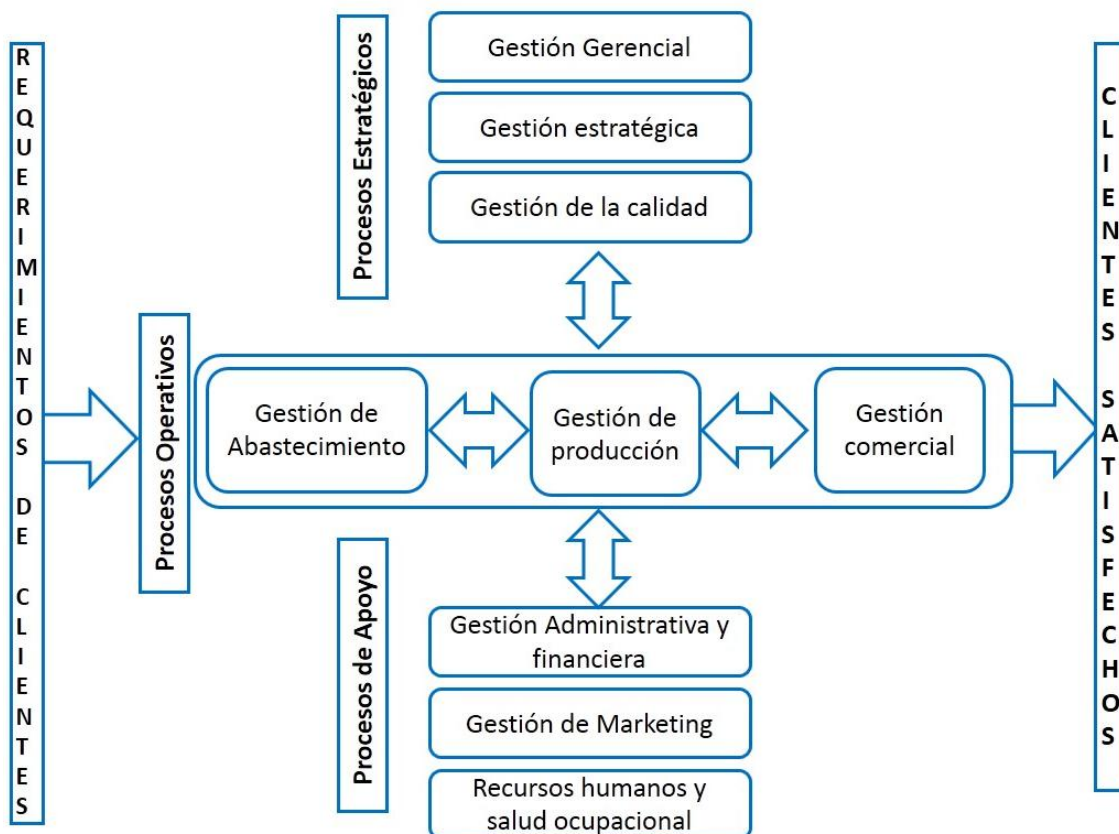 REQUERIMIENTOS DE CLIENTES
Procesos Estratégicos
Gestión Gerencial
Gestión estratégica
Gestión de la calidad
Procesos Operativos
Gestión de
Abastecimiento
Gestión de
producción
Gestión
comercial
Procesos de Apoyo
Gestión Administrativa y
financiera
Gestión de Marketing
Recursos humanos y
salud ocupacional
CLIENTES SATISFECHOS